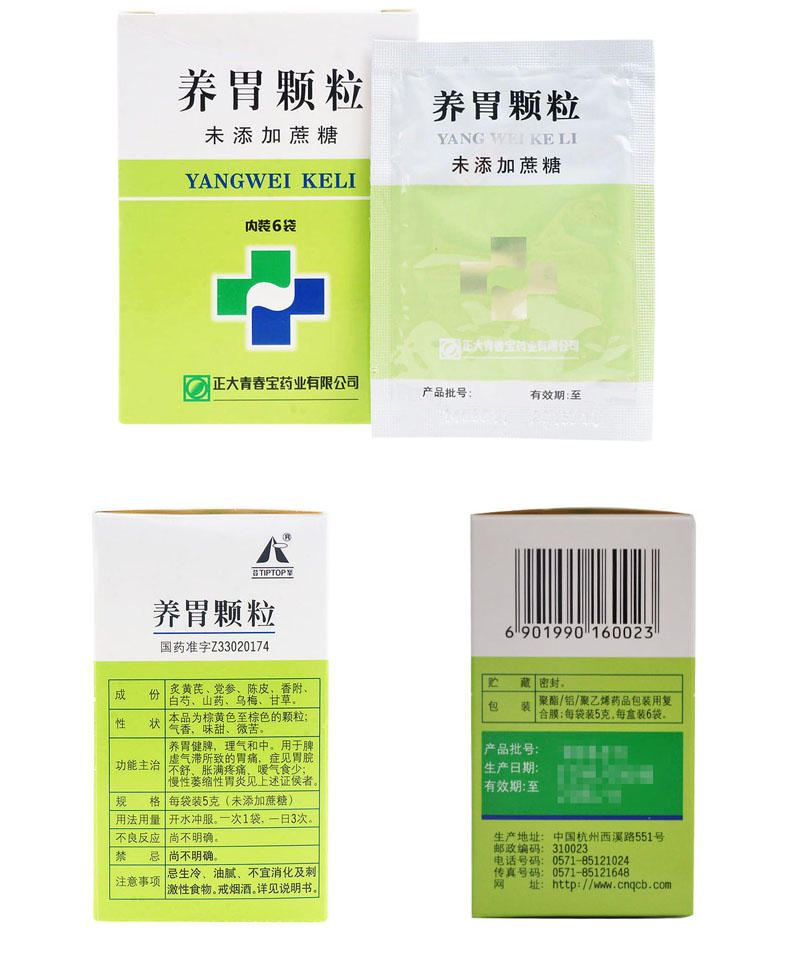 养胃颗粒
未添加蔗糖
YANGWEI KELI
内装6袋
正大青春宝药业有限公司
养胃颗粒
YANG WEI KE LI
未添加蔗糖
正大青春宝药业有限公司
产品批号: 有效期:至
®
TIPTOP
养胃颗粒
国药准字Z33020174
成 份 炙黄芪、党参、陈皮、香附、
白芍、山药、乌梅、甘草。
性 状 本品为棕黄色至棕色的颗粒;
气香,味甜、微苦。
功能主治 养胃健脾,理气和中。用于脾
虚气滞所致的胃痛,症见胃脘
不舒、胀满疼痛、嗳气食少;
慢性萎缩性胃炎见上述证侯者。
规 格 每袋装5克(未添加蔗糖)
用法用量 开水冲服。一次1袋,一日3次。
不良反应 尚不明确。
禁 忌 尚不明确。
注意事项 忌生冷、油腻、不宜消化及刺
激性食物。戒烟酒。详见说明书。
6 901990 160023
贮 藏 密封。
包 装 聚酯/铝/聚乙烯药品包装用复
合膜;每袋装5克,每盒装6袋。
产品批号:
生产日期:
有效期:至
生产地址: 中国杭州西溪路551号
邮政编码: 310023
电话号码: 0571-85121024
传真号码: 0571-85121648
网 址: http://www.cnqcb.com